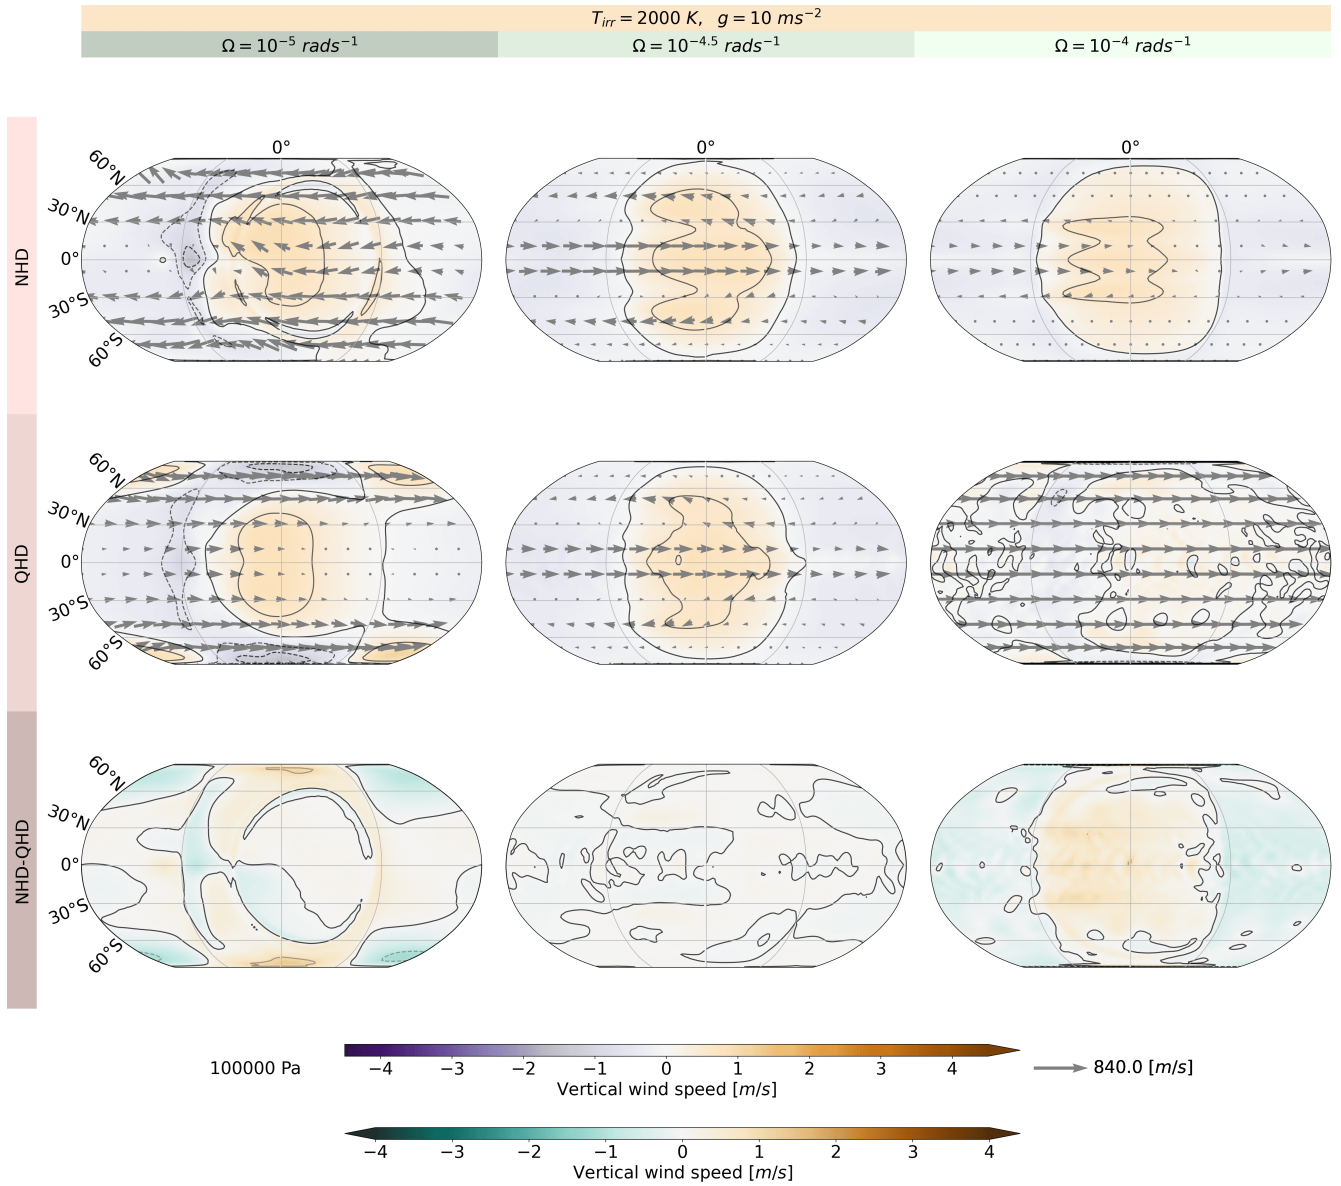 T_irr = 2000 K, g = 10 ms⁻²
Ω = 10⁻⁵ rads⁻¹ Ω = 10⁻⁴·⁵ rads⁻¹ Ω = 10⁻⁴ rads⁻¹
NHD
0° 0° 0°
60°N
30°N
0°
30°S
60°S
QHD
60°N
30°N
0°
30°S
60°S
NHD-QHD
60°N
30°N
0°
30°S
60°S
100000 Pa
−4 −3 −2 −1 0 1 2 3 4
Vertical wind speed [m/s]
840.0 [m/s]
−4 −3 −2 −1 0 1 2 3 4
Vertical wind speed [m/s]